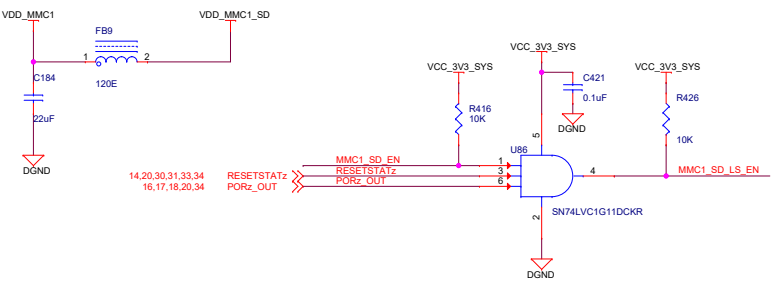 VDD_MMC1
VDD_MMC1_SD
FB9
1
2
120E
C184
22uF
DGND
VCC_3V3_SYS
VCC_3V3_SYS
VCC_3V3_SYS
C421
0.1uF
DGND
R416
10K
R426
10K
5
U86
MMC1_SD_EN
1
14,20,30,31,33,34 RESETSTATz
RESETSTATz
3
16,17,18,20,34 PORz_OUT
PORz_OUT
6
4
MMC1_SD_LS_EN
2
SN74LVC1G11DCKR
DGND